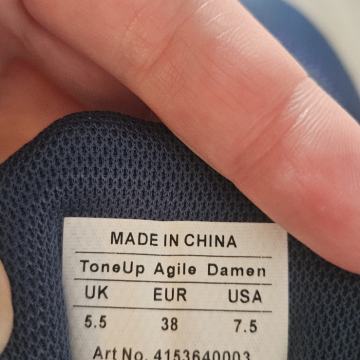 MADE IN CHINA
ToneUp Agile Damen
UK EUR USA
5.5 38 7.5
Art No. 4153640003